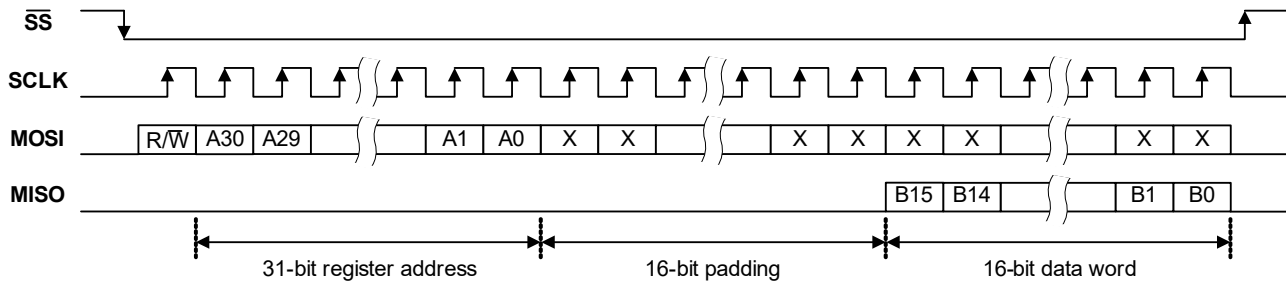 SS
SCLK
MOSI R/W A30 A29 A1 A0 X X X X X X X X
MISO B15 B14 B1 B0
31-bit register address 16-bit padding 16-bit data word